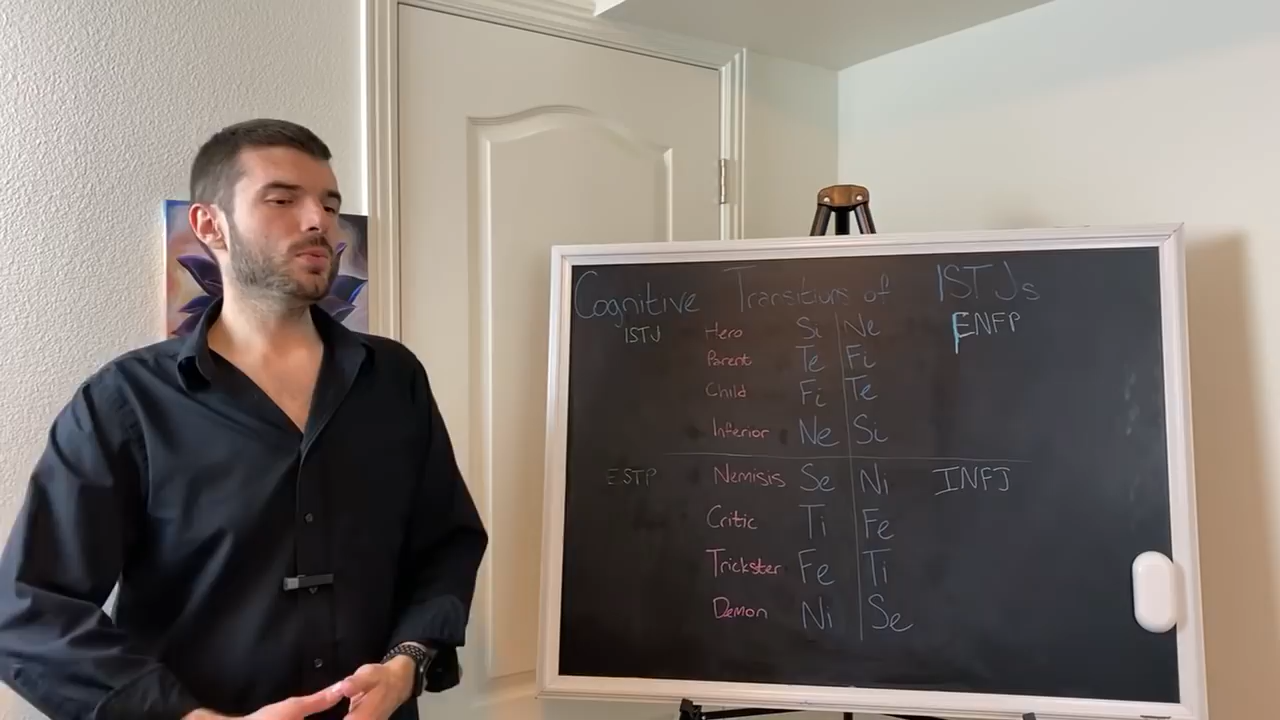 Cognitive Transitions of ISTJs
ISTJ Hero Si Ne ENFP
Parent Te Fi
Child Fi Te
Inferior Ne Si
ESTP Nemisis Se Ni INFJ
Critic Ti Fe
Trickster Fe Ti
Demon Ni Se